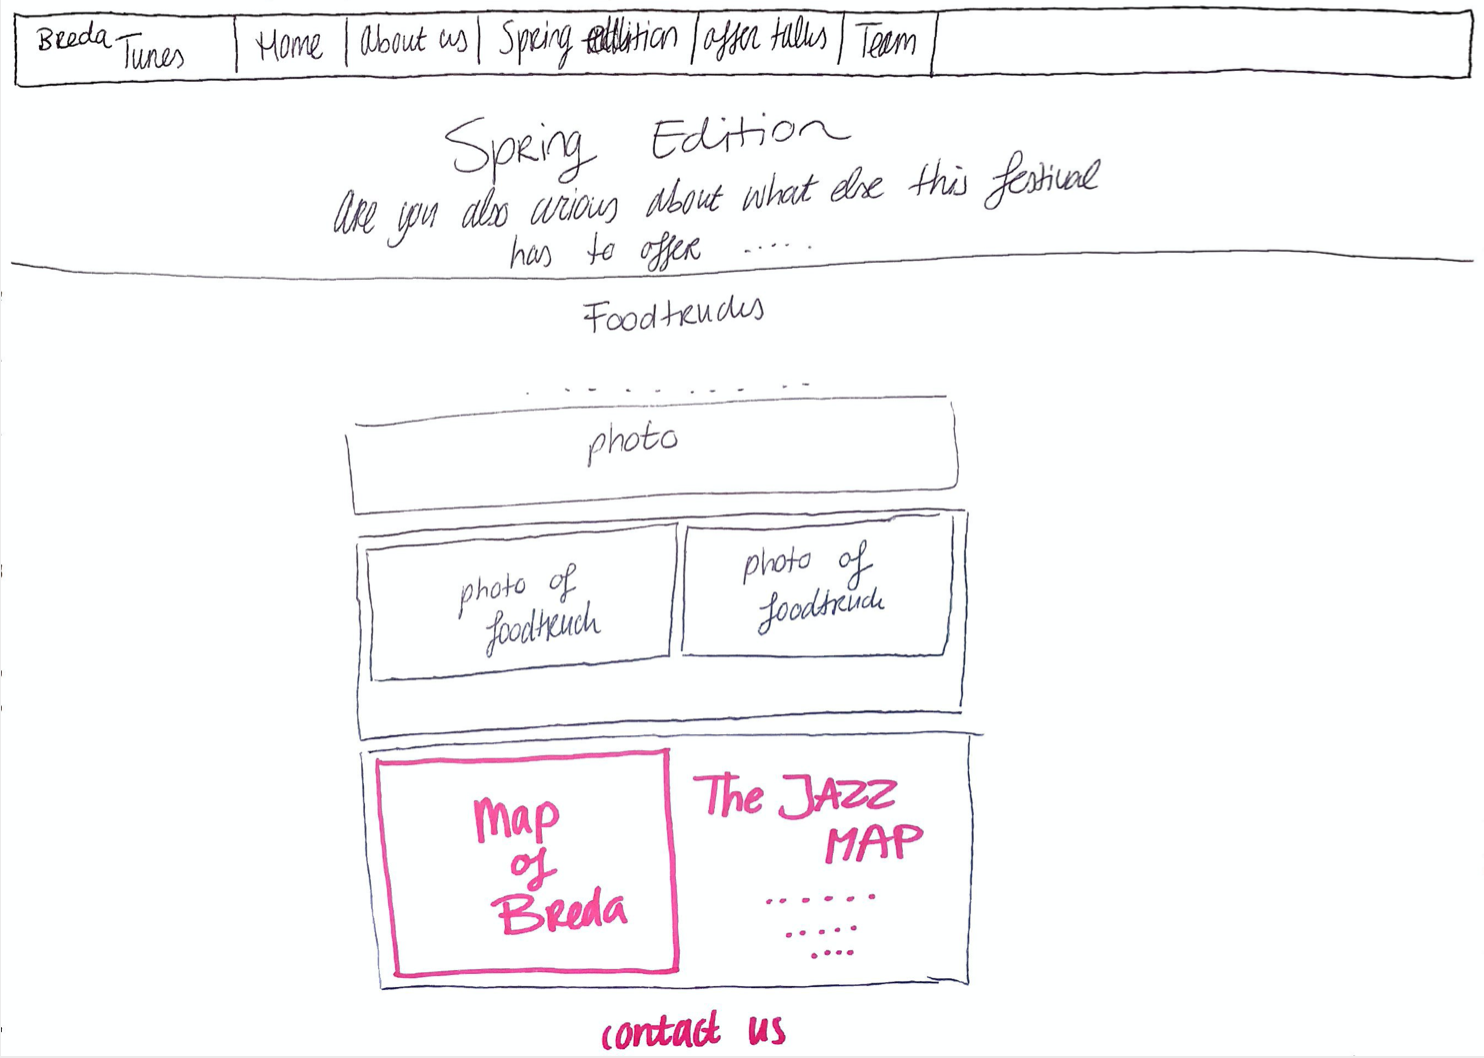 Breda Tunes | Home | About us | Spring edition | offer talks | Team
Spring Edition
Are you also curious about what else this festival
has to offer .....
Foodtrucks
photo
photo of
foodtruck
photo of
foodtruck
Map
of
Breda
The JAZZ
MAP
contact us